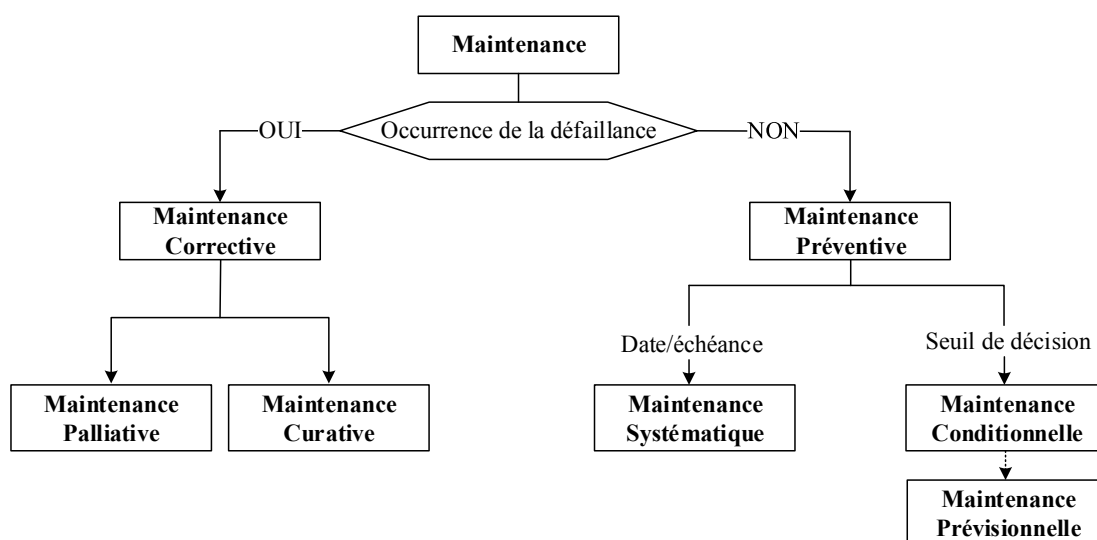 Maintenance
OUI
Occurrence de la défaillance
NON
Maintenance
Corrective
Maintenance
Préventive
Date/échéance
Seuil de décision
Maintenance
Palliative
Maintenance
Curative
Maintenance
Systématique
Maintenance
Conditionnelle
Maintenance
Prévisionnelle